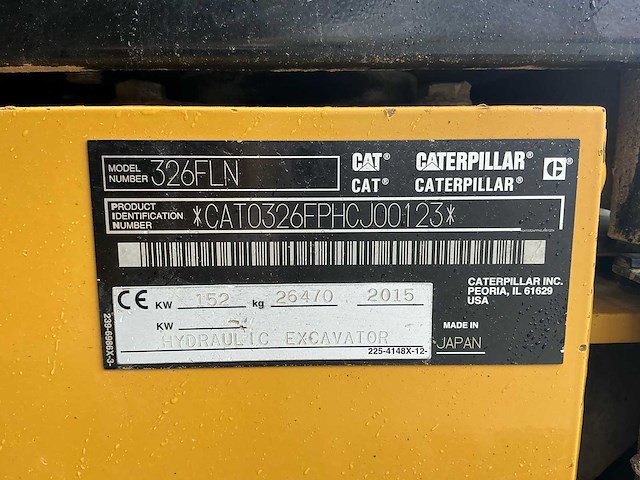 MODEL NUMBER 326FLN
CAT® CATERPILLAR® C®
CAT® CATERPILLAR®
PRODUCT IDENTIFICATION NUMBER *CAT0326FPHCJ00123*
CATERPILLAR INC.
PEORIA, IL 61629
USA
CE KW 152 kg 26470 2015
KW
HYDRAULIC EXCAVATOR
225-4148X-12-
MADE IN
JAPAN
239-6986X-3